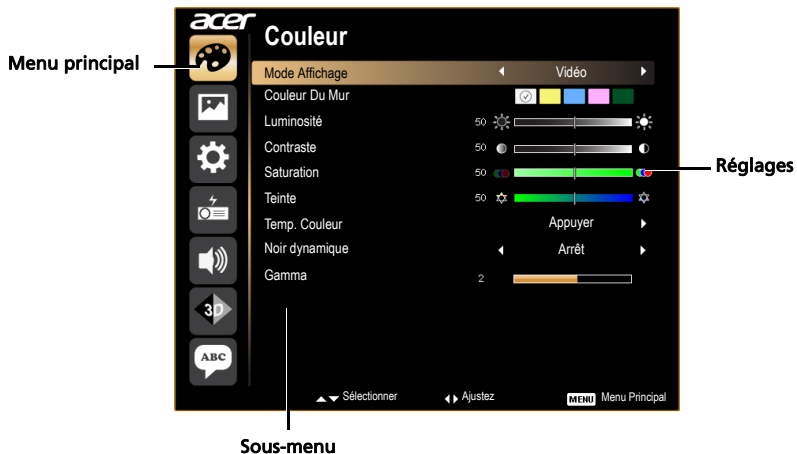 acer
Couleur
Menu principal
Mode Affichage Vidéo
Couleur Du Mur
Luminosité 50
Contraste 50
Saturation 50
Réglages
Teinte 50
Temp. Couleur Appuyer
Noir dynamique Arrêt
Gamma 2
3D
ABC
Sélectionner Ajustez MENU Menu Principal
Sous-menu